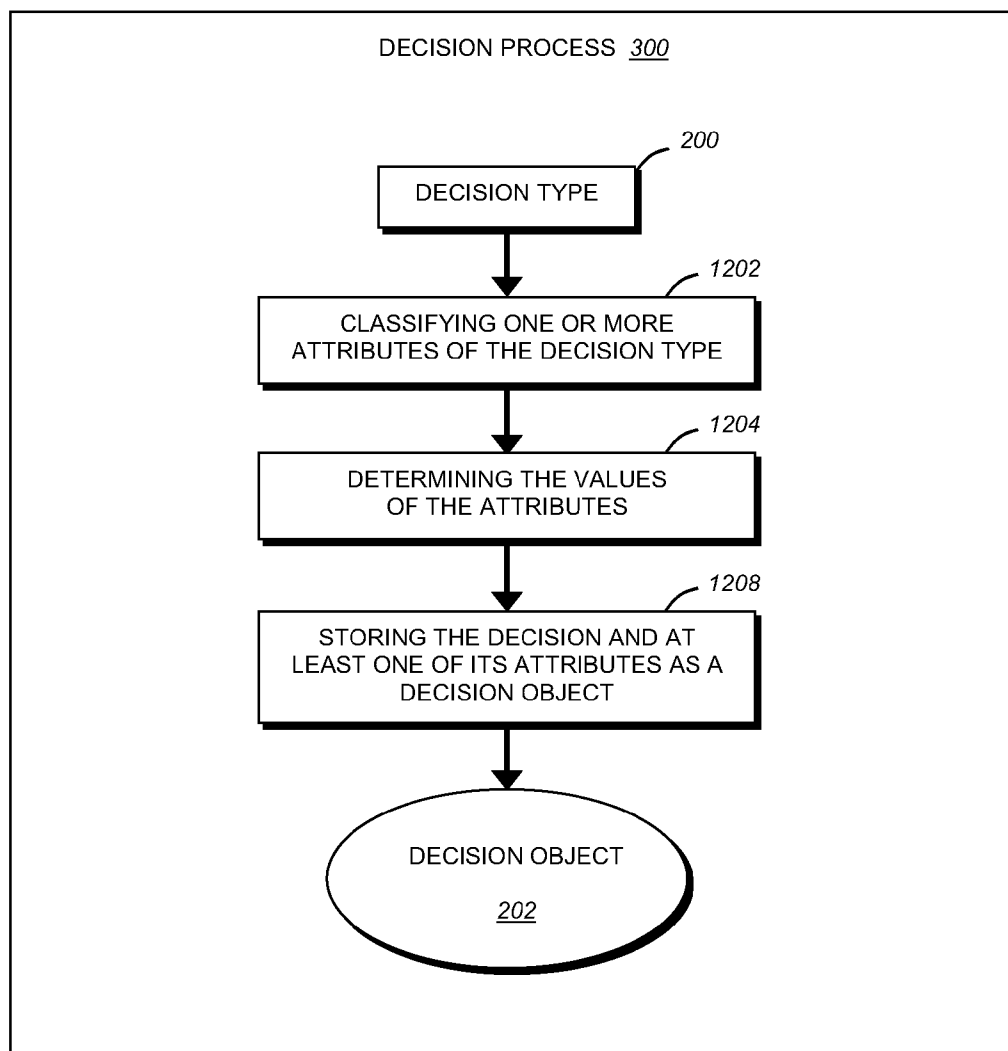 DECISION PROCESS 300
200
DECISION TYPE
1202
CLASSIFYING ONE OR MORE
ATTRIBUTES OF THE DECISION TYPE
1204
DETERMINING THE VALUES
OF THE ATTRIBUTES
1208
STORING THE DECISION AND AT
LEAST ONE OF ITS ATTRIBUTES AS A
DECISION OBJECT
DECISION OBJECT
202